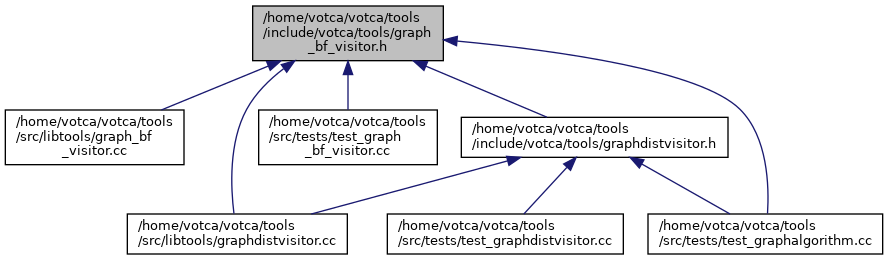 /home/votca/votca/tools
/include/votca/tools/graph
_bf_visitor.h
/home/votca/votca/tools
/src/libtools/graph_bf
_visitor.cc
/home/votca/votca/tools
/src/tests/test_graph
_bf_visitor.cc
/home/votca/votca/tools
/include/votca/tools/graphdistvisitor.h
/home/votca/votca/tools
/src/libtools/graphdistvisitor.cc
/home/votca/votca/tools
/src/tests/test_graphdistvisitor.cc
/home/votca/votca/tools
/src/tests/test_graphalgorithm.cc